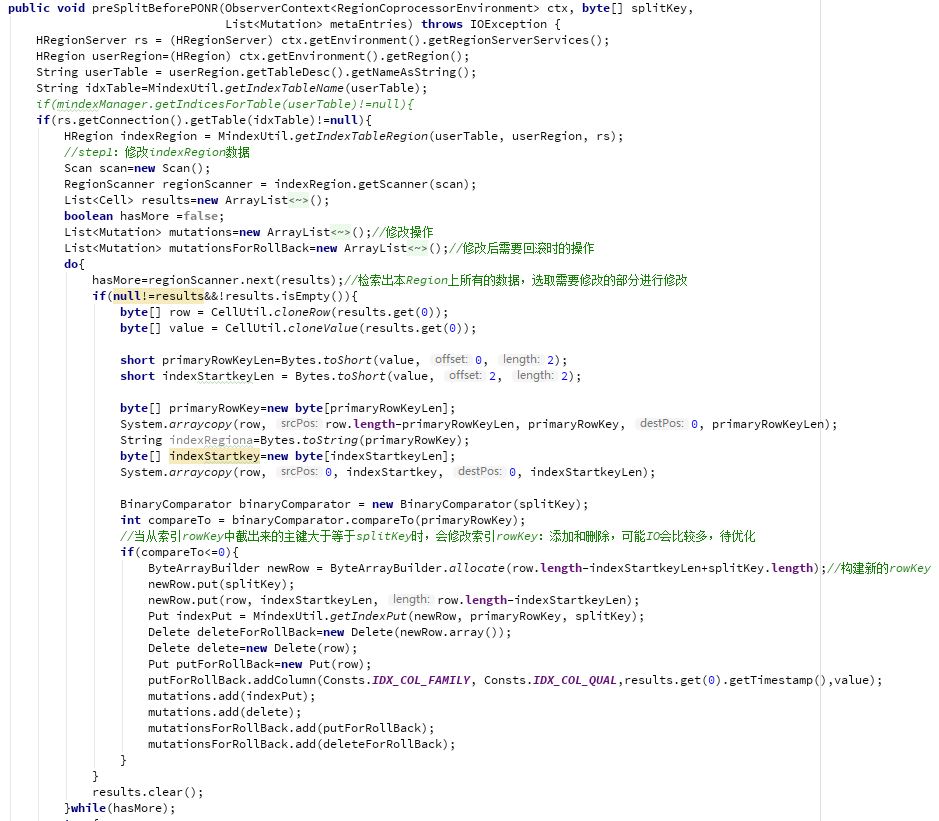 public void preSplitBeforePONR(ObserverContext<RegionCoprocessorEnvironment> ctx, byte[] splitKey,
List<Mutation> metaEntries) throws IOException {
HRegionServer rs = (HRegionServer) ctx.getEnvironment().getRegionServerServices();
HRegion userRegion=(HRegion) ctx.getEnvironment().getRegion();
String userTable = userRegion.getTableDesc().getNameAsString();
String idxTable=MindexUtil.getIndexTableName(userTable);
if(mindexManager.getIndicesForTable(userTable)!=null){
if(rs.getConnection().getTable(idxTable)!=null){
HRegion indexRegion = MindexUtil.getIndexTableRegion(userTable, userRegion, rs);
//step1: 修改indexRegion数据
Scan scan=new Scan();
RegionScanner regionScanner = indexRegion.getScanner(scan);
List<Cell> results=new ArrayList<~>();
boolean hasMore =false;
List<Mutation> mutations=new ArrayList<~>();//修改操作
List<Mutation> mutationsForRollBack=new ArrayList<~>();//修改后需要回滚时的操作
do{
hasMore=regionScanner.next(results);//检索出本Region上所有的数据，选取需要修改的部分进行修改
if(null!=results&&!results.isEmpty()){
byte[] row = CellUtil.cloneRow(results.get(0));
byte[] value = CellUtil.cloneValue(results.get(0));
short primaryRowKeyLen=Bytes.toShort(value, offset: 0, length: 2);
short indexStartkeyLen = Bytes.toShort(value, offset: 2, length: 2);
byte[] primaryRowKey=new byte[primaryRowKeyLen];
System.arraycopy(row, srcPos: row.length-primaryRowKeyLen, primaryRowKey, destPos: 0, primaryRowKeyLen);
String indexRegiona=Bytes.toString(primaryRowKey);
byte[] indexStartkey=new byte[indexStartkeyLen];
System.arraycopy(row, srcPos: 0, indexStartkey, destPos: 0, indexStartkeyLen);
BinaryComparator binaryComparator = new BinaryComparator(splitKey);
int compareTo = binaryComparator.compareTo(primaryRowKey);
//当从索引rowKey中截出来的主键大于等于splitKey时，会修改索引rowKey：添加和删除，可能IO会比较多，待优化
if(compareTo<=0){
ByteArrayBuilder newRow = ByteArrayBuilder.allocate(row.length-indexStartkeyLen+splitKey.length);//构建新的rowKey
newRow.put(splitKey);
newRow.put(row, indexStartkeyLen, length: row.length-indexStartkeyLen);
Put indexPut = MindexUtil.getIndexPut(newRow, primaryRowKey, splitKey);
Delete deleteForRollBack=new Delete(newRow.array());
Delete delete=new Delete(row);
Put putForRollBack=new Put(row);
putForRollBack.addColumn(Consts.IDX_COL_FAMILY, Consts.IDX_COL_QUAL,results.get(0).getTimestamp(),value);
mutations.add(indexPut);
mutations.add(delete);
mutationsForRollBack.add(putForRollBack);
mutationsForRollBack.add(deleteForRollBack);
}
}
results.clear();
}while(hasMore);